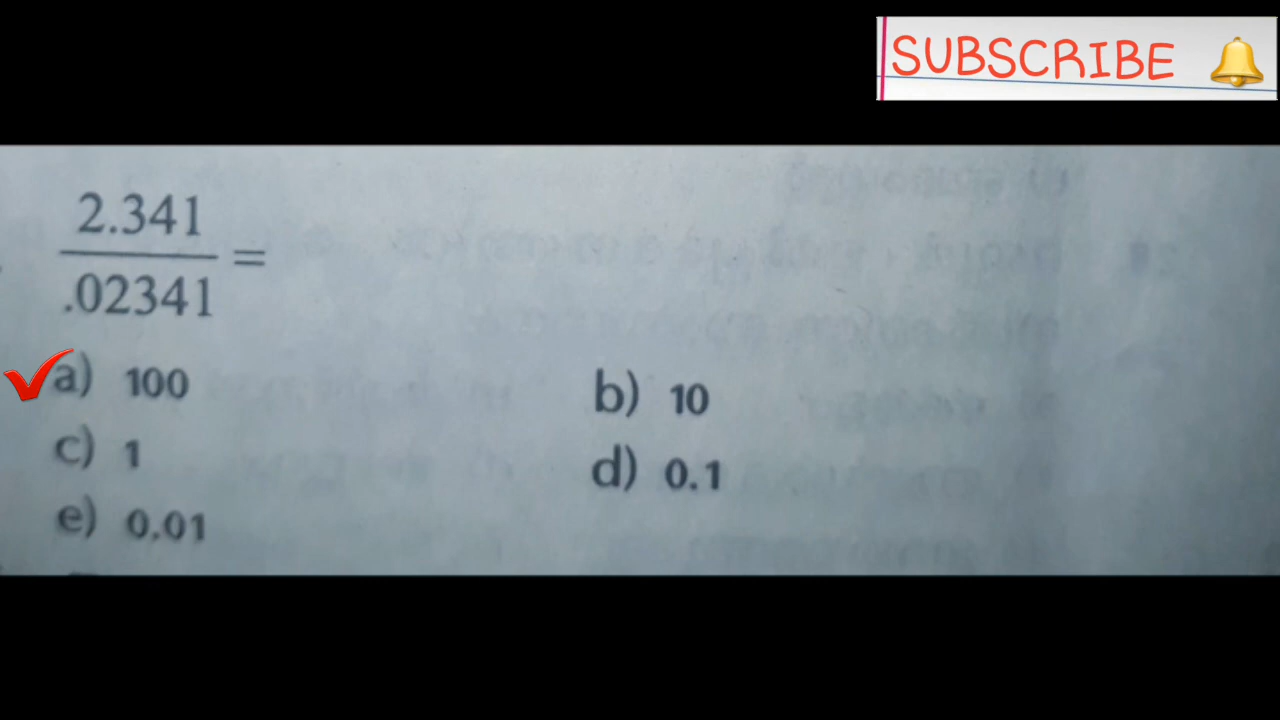 SUBSCRIBE
2.341
.02341 =
a) 100
b) 10
c) 1
d) 0.1
e) 0.01